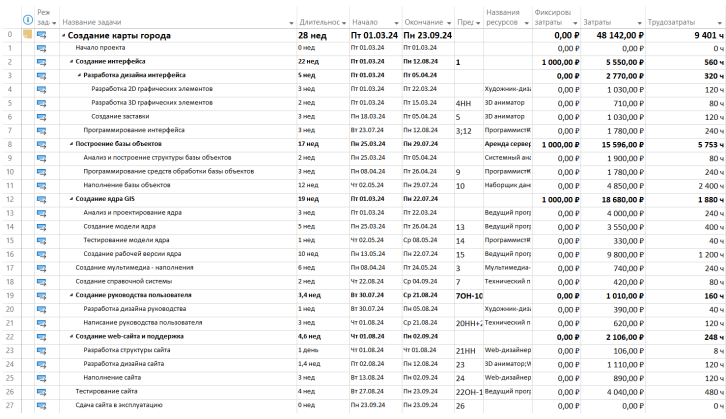 Реж зад Название задачи Длительнос Начало Окончание Пред Названия ресурсов Фиксиров затраты Затраты Трудозатраты
0 Создание карты города 28 нед Пт 01.03.24 Пн 23.09.24 0,00 ₽ 48 142,00 ₽ 9 401 ч
1 Начало проекта 0 нед Пт 01.03.24 Пт 01.03.24 0,00 ₽ 0,00 ₽ 0 ч
2 Создание интерфейса 22 нед Пт 01.03.24 Пн 12.08.24 1 1 000,00 ₽ 5 550,00 ₽ 560 ч
3 Разработка дизайна интерфейса 5 нед Пт 01.03.24 Пт 05.04.24 0,00 ₽ 2 770,00 ₽ 320 ч
4 Разработка 2D графических элементов 3 нед Пт 01.03.24 Пт 22.03.24 Художник-диз 0,00 ₽ 1 030,00 ₽ 120 ч
5 Разработка 3D графических элементов 2 нед Пт 01.03.24 Пт 15.03.24 4НН 3D аниматор 0,00 ₽ 710,00 ₽ 80 ч
6 Создание заставки 3 нед Пн 18.03.24 Пт 05.04.24 5 3D аниматор 0,00 ₽ 1 030,00 ₽ 120 ч
7 Программирование интерфейса 3 нед Вт 23.07.24 Пн 12.08.24 3;12 Программист 0,00 ₽ 1 780,00 ₽ 240 ч
8 Построение базы объектов 17 нед Пн 25.03.24 Пн 29.07.24 Аренда сервер 1 000,00 ₽ 15 596,00 ₽ 5 753 ч
9 Анализ и построение структуры базы объектов 2 нед Пн 25.03.24 Пт 05.04.24 Системный ана 0,00 ₽ 1 900,00 ₽ 80 ч
10 Программирование средств обработки базы объектов 3 нед Пн 08.04.24 Пт 26.04.24 9 Программист 0,00 ₽ 1 780,00 ₽ 240 ч
11 Наполнение базы объектов 12 нед Чт 02.05.24 Пн 29.07.24 10 Наборщик дан 0,00 ₽ 4 850,00 ₽ 2 400 ч
12 Создание ядра GIS 19 нед Пт 01.03.24 Пн 22.07.24 1 000,00 ₽ 18 680,00 ₽ 1 880 ч
13 Анализ и проектирование ядра 3 нед Пт 01.03.24 Пт 22.03.24 Ведущий прог 0,00 ₽ 4 000,00 ₽ 240 ч
14 Создание модели ядра 5 нед Пн 25.03.24 Пт 26.04.24 13 Ведущий прог 0,00 ₽ 3 550,00 ₽ 400 ч
15 Тестирование модели ядра 1 нед Чт 02.05.24 Ср 08.05.24 14 Программист 0,00 ₽ 330,00 ₽ 40 ч
16 Создание рабочей версии ядра 10 нед Пн 13.05.24 Пн 22.07.24 15 Ведущий прог 0,00 ₽ 9 800,00 ₽ 1 200 ч
17 Создание мультимедиа - наполнения 6 нед Пн 08.04.24 Пт 24.05.24 3 Мультимедиа- 0,00 ₽ 740,00 ₽ 240 ч
18 Создание справочной системы 2 нед Чт 22.08.24 Ср 04.09.24 7 Технический п 0,00 ₽ 420,00 ₽ 80 ч
19 Создание руководства пользователя 3,4 нед Вт 30.07.24 Ср 21.08.24 7ОН-10 0,00 ₽ 1 010,00 ₽ 160 ч
20 Разработка дизайна руководства 1 нед Вт 30.07.24 Пн 05.08.24 Художник-диз 0,00 ₽ 390,00 ₽ 40 ч
21 Написание руководства пользователя 3 нед Чт 01.08.24 Ср 21.08.24 20НН+2 Технический п 0,00 ₽ 620,00 ₽ 120 ч
22 Создание web-сайта и поддержка 4,6 нед Чт 01.08.24 Пн 02.09.24 0,00 ₽ 2 106,00 ₽ 248 ч
23 Разработка структуры сайта 1 день Чт 01.08.24 Чт 01.08.24 21НН Web-дизайнер 0,00 ₽ 106,00 ₽ 8 ч
24 Разработка дизайна сайта 1,4 нед Пт 02.08.24 Пн 12.08.24 23 3D аниматор;W 0,00 ₽ 1 110,00 ₽ 120 ч
25 Наполнение сайта 3 нед Вт 13.08.24 Пн 02.09.24 24 Web-дизайнер 0,00 ₽ 890,00 ₽ 120 ч
26 Тестирование сайта 4 нед Вт 27.08.24 Пн 23.09.24 22ОН-1 Ведущий прог 0,00 ₽ 4 040,00 ₽ 480 ч
27 Сдача сайта в эксплуатацию 0 нед Пн 23.09.24 Пн 23.09.24 26 0,00 ₽ 0,00 ₽ 0 ч